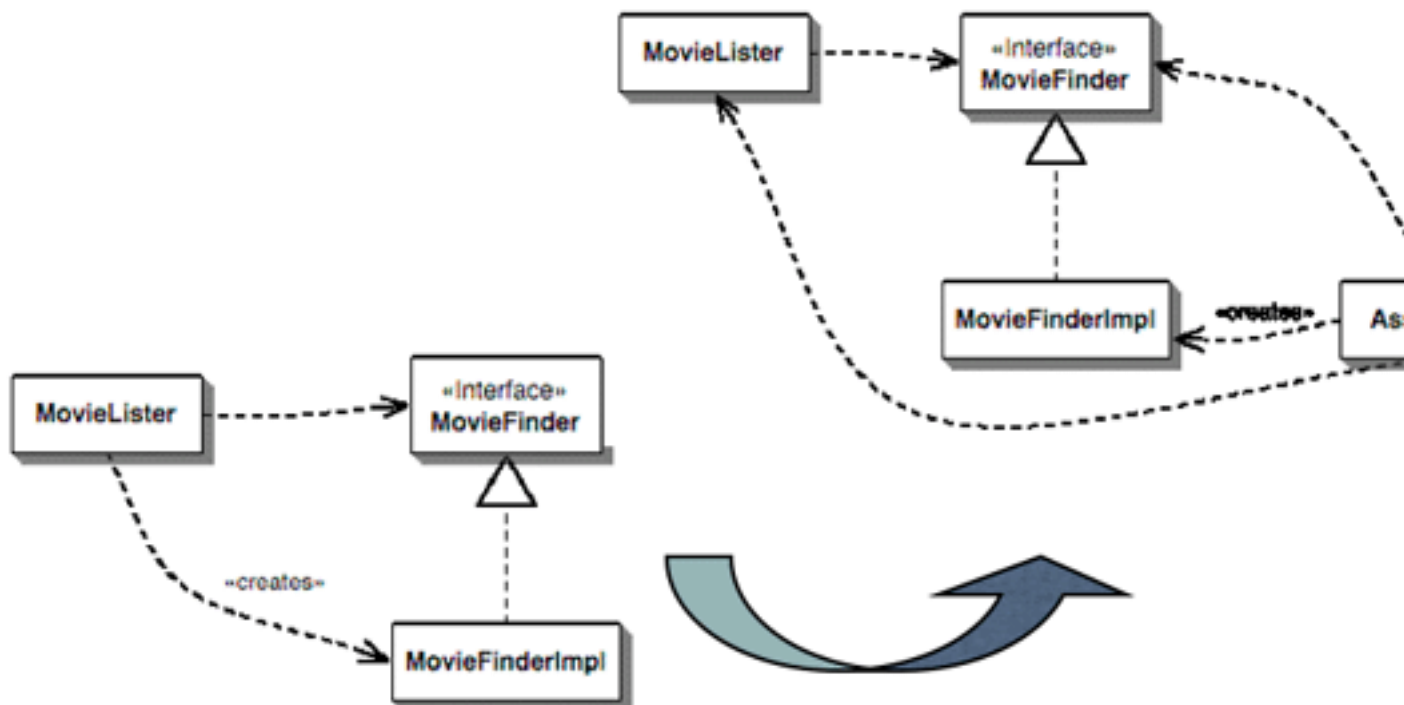 MovieLister
«Interface»
MovieFinder
MovieFinderImpl
«creates»
MovieLister
«Interface»
MovieFinder
«creates»
MovieFinderImpl